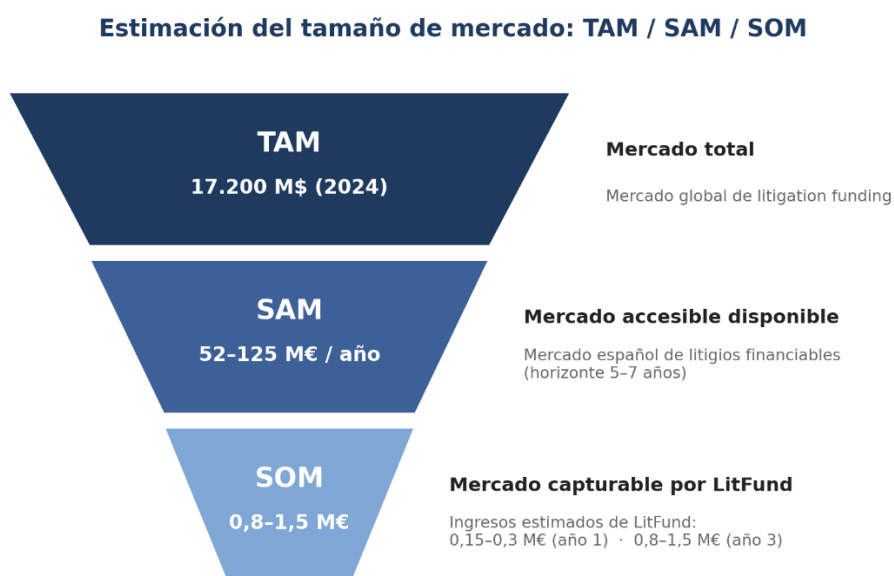 Estimación del tamaño de mercado: TAM / SAM / SOM
TAM
17.200 M$ (2024)
Mercado total
Mercado global de litigation funding
SAM
52–125 M€ / año
Mercado accesible disponible
Mercado español de litigios financiables
(horizonte 5–7 años)
SOM
0,8–1,5 M€
Mercado capturable por LitFund
Ingresos estimados de LitFund:
0,15–0,3 M€ (año 1)  ·  0,8–1,5 M€ (año 3)